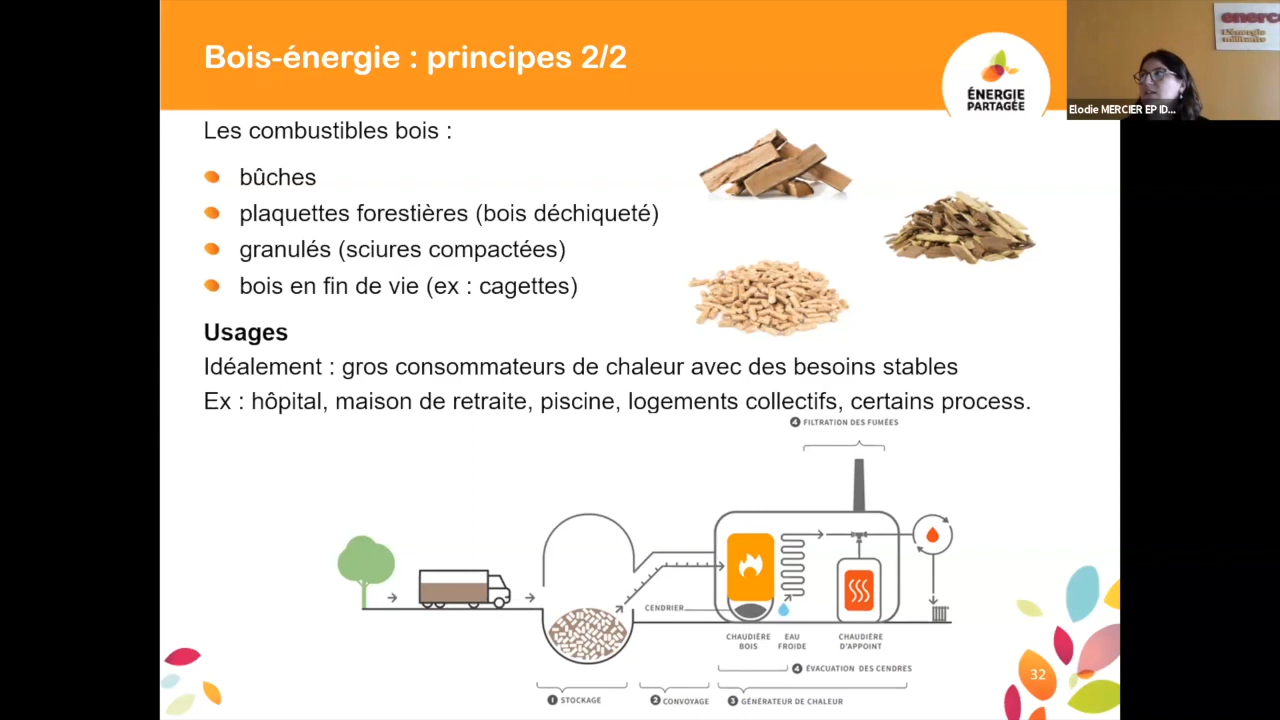 Bois-énergie : principes 2/2
ÉNERGIE
PARTAGÉE
enerc
L'énergie
militante
Elodie MERCIER EP ID...
Les combustibles bois :
bûches
plaquettes forestières (bois déchiqueté)
granulés (sciures compactées)
bois en fin de vie (ex : cagettes)
Usages
Idéalement : gros consommateurs de chaleur avec des besoins stables
Ex : hôpital, maison de retraite, piscine, logements collectifs, certains process.
4 FILTRATION DES FUMÉES
CENDRIER
CHAUDIÈRE
BOIS
EAU
FROIDE
CHAUDIÈRE
D'APPOINT
4 ÉVACUATION DES CENDRES
1 STOCKAGE
2 CONVOYAGE
3 GÉNÉRATEUR DE CHALEUR
32